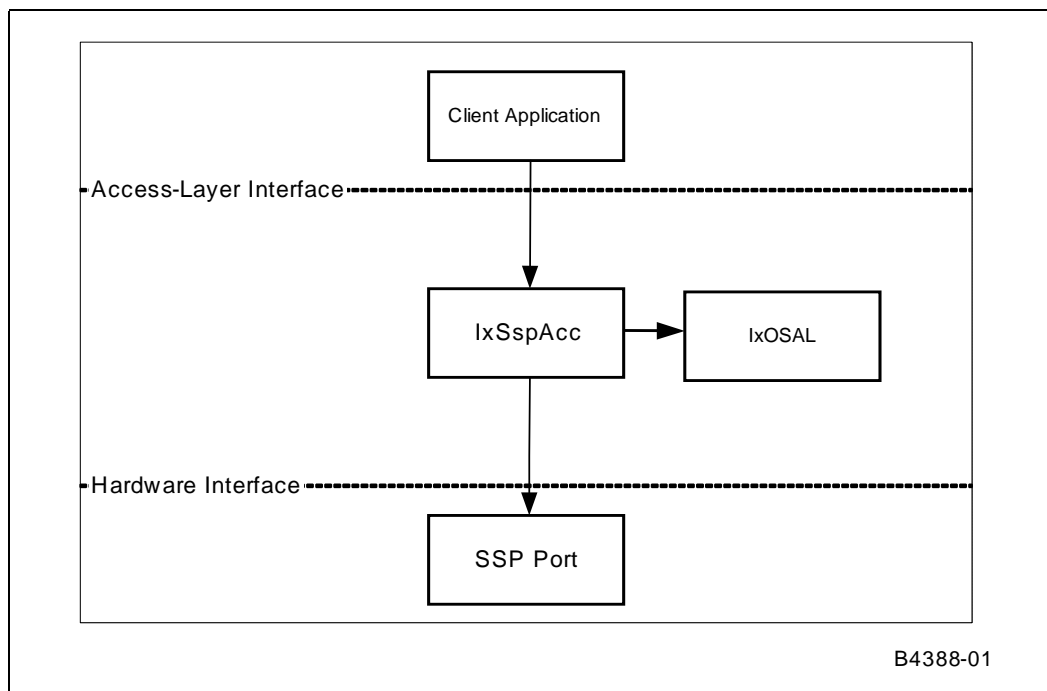 Client Application
Access-Layer Interface
IxSspAcc
IxOSAL
Hardware Interface
SSP Port
B4388-01